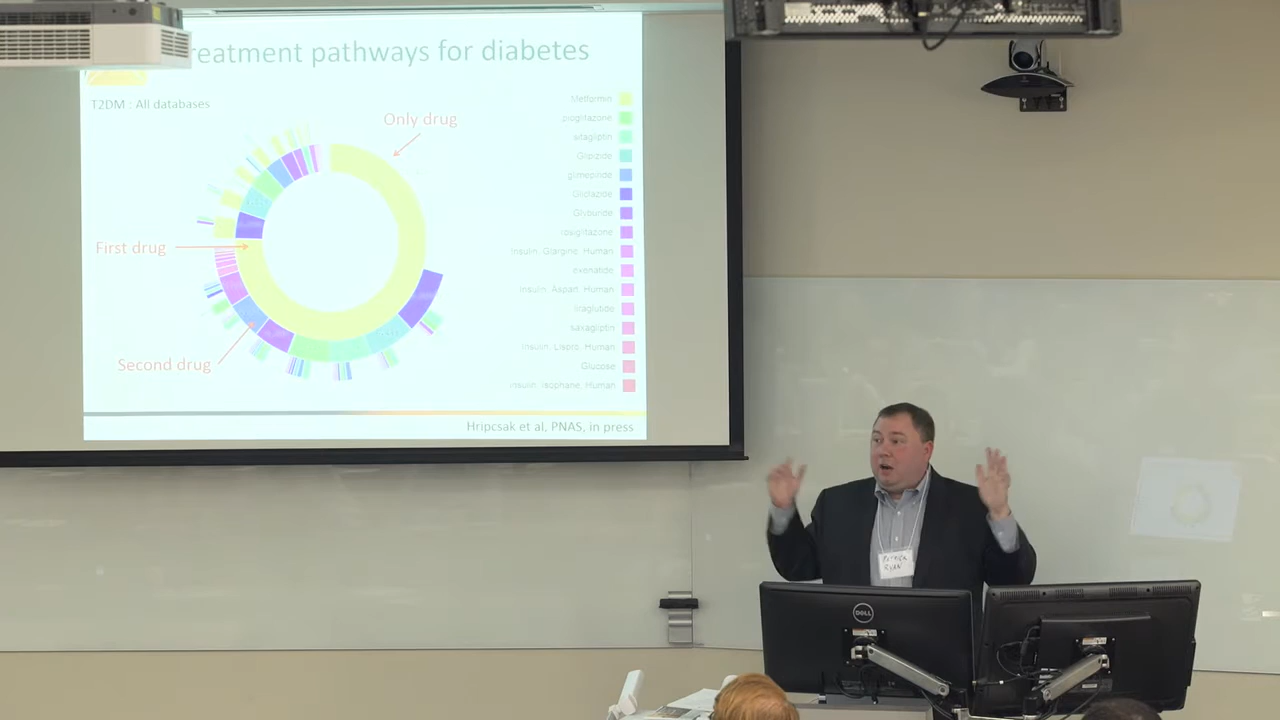 reatment pathways for diabetes
T2DM : All databases
Only drug
First drug
Second drug
Metformin
pioglitazone
sitagliptin
Glipizide
glimepiride
Gliclazide
Glyburide
rosiglitazone
Insulin, Glargine, Human
exenatide
Insulin, Aspart, Human
liraglutide
saxagliptin
Insulin, Lispro, Human
Glucose
Insulin, Isophane, Human
Hripcsak et al, PNAS, in press
PATRICK
RYAN
DELL